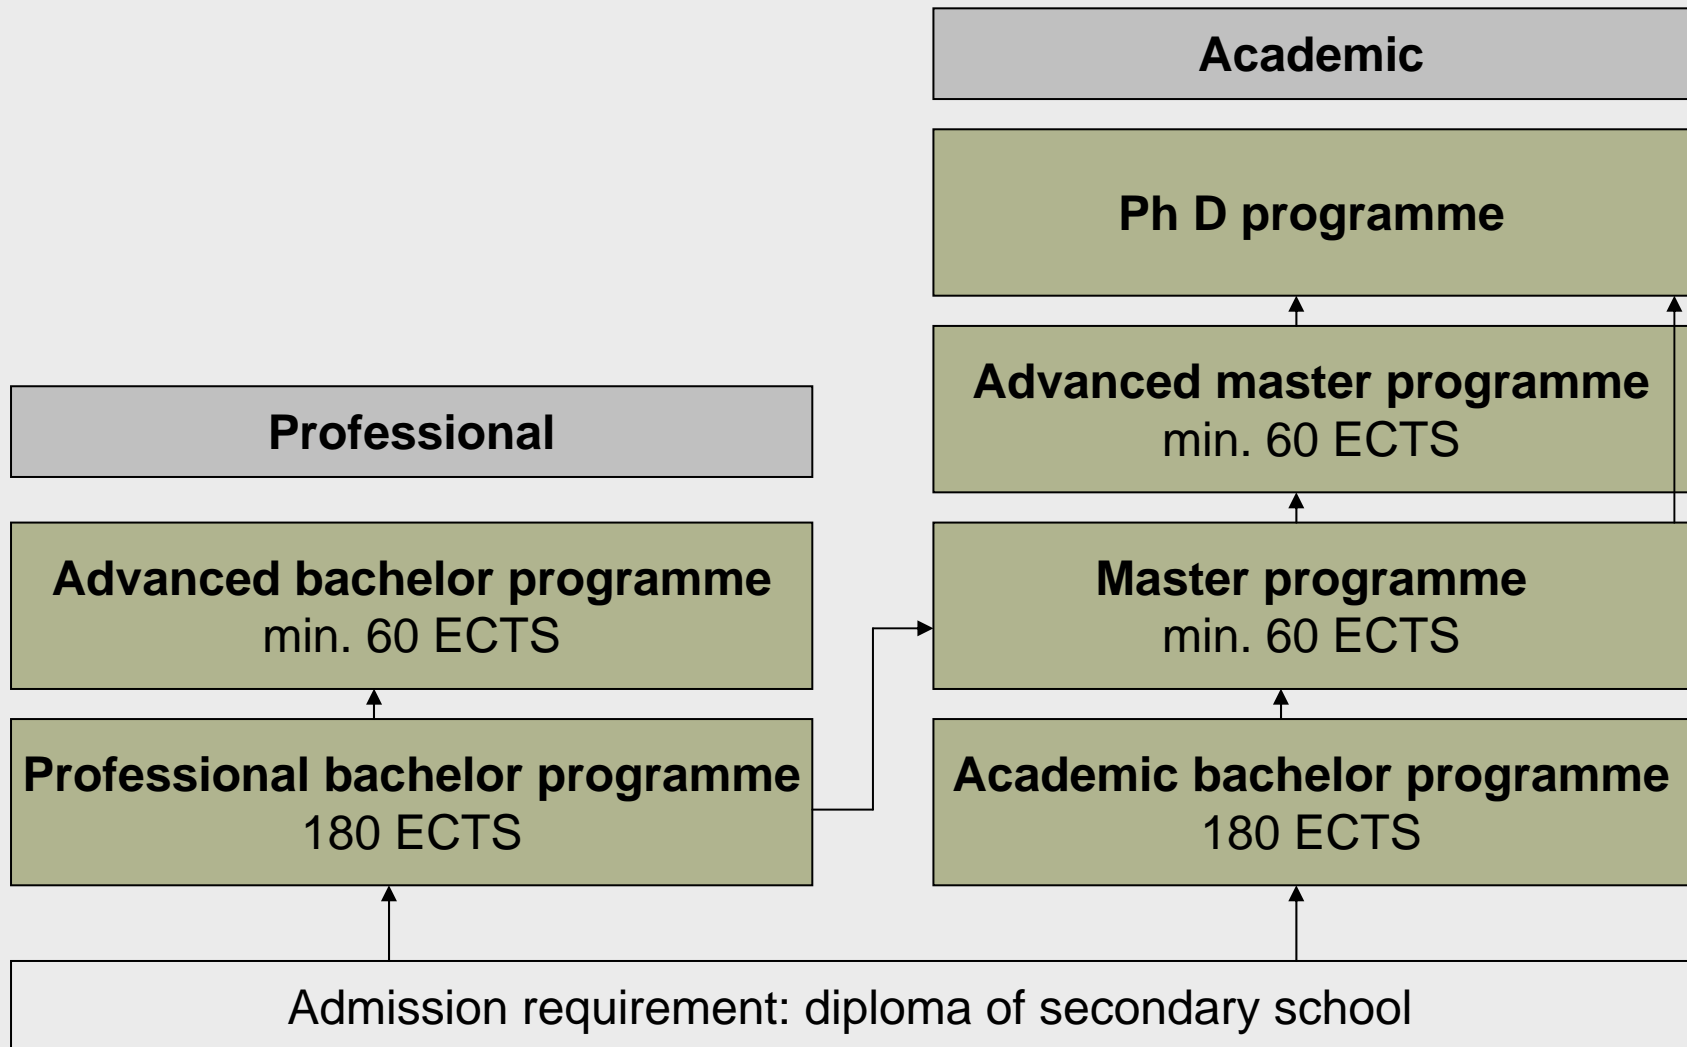 Academic
Ph D programme
Advanced master programme
min. 60 ECTS
Professional
Advanced bachelor programme
min. 60 ECTS
Master programme
min. 60 ECTS
Professional bachelor programme
180 ECTS
Academic bachelor programme
180 ECTS
Admission requirement: diploma of secondary school